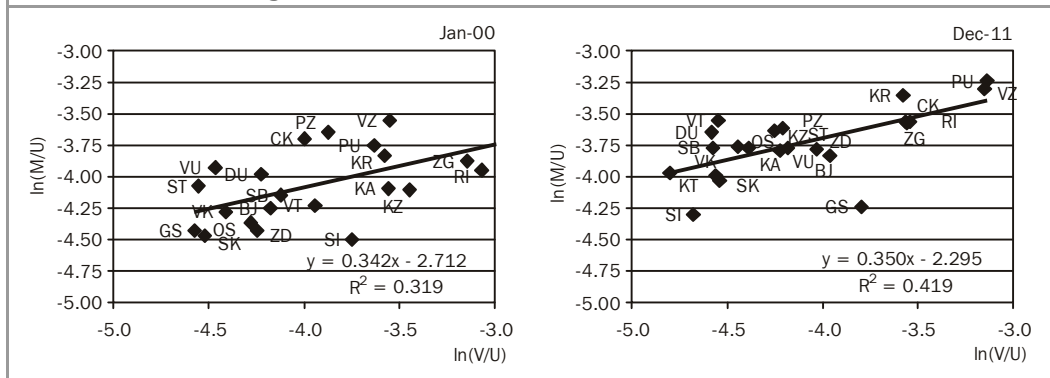 Jan-00
-3.00
-3.25
-3.50
-3.75
-4.00
-4.25
-4.50
-4.75
-5.00
ln(M/U)
PZ
VZ
CK
PU
KR
ZG
VU
DU
RI
ST
SB
KA
VK
BJ
VT
KZ
GS
OS
ZD
SI
SK
y = 0.342x - 2.712
R² = 0.319
-5.0 -4.5 -4.0 -3.5 -3.0
ln(V/U)
Dec-11
-3.00
-3.25
-3.50
-3.75
-4.00
-4.25
-4.50
-4.75
-5.00
ln(M/U)
PU
KR
VZ
CK
VT
PZ
RI
DU
KZ
ST
ZG
SB
OS
ZD
VK
KA
VU
BJ
KT
SK
SI
GS
y = 0.350x - 2.295
R² = 0.419
-5.0 -4.5 -4.0 -3.5 -3.0
ln(V/U)